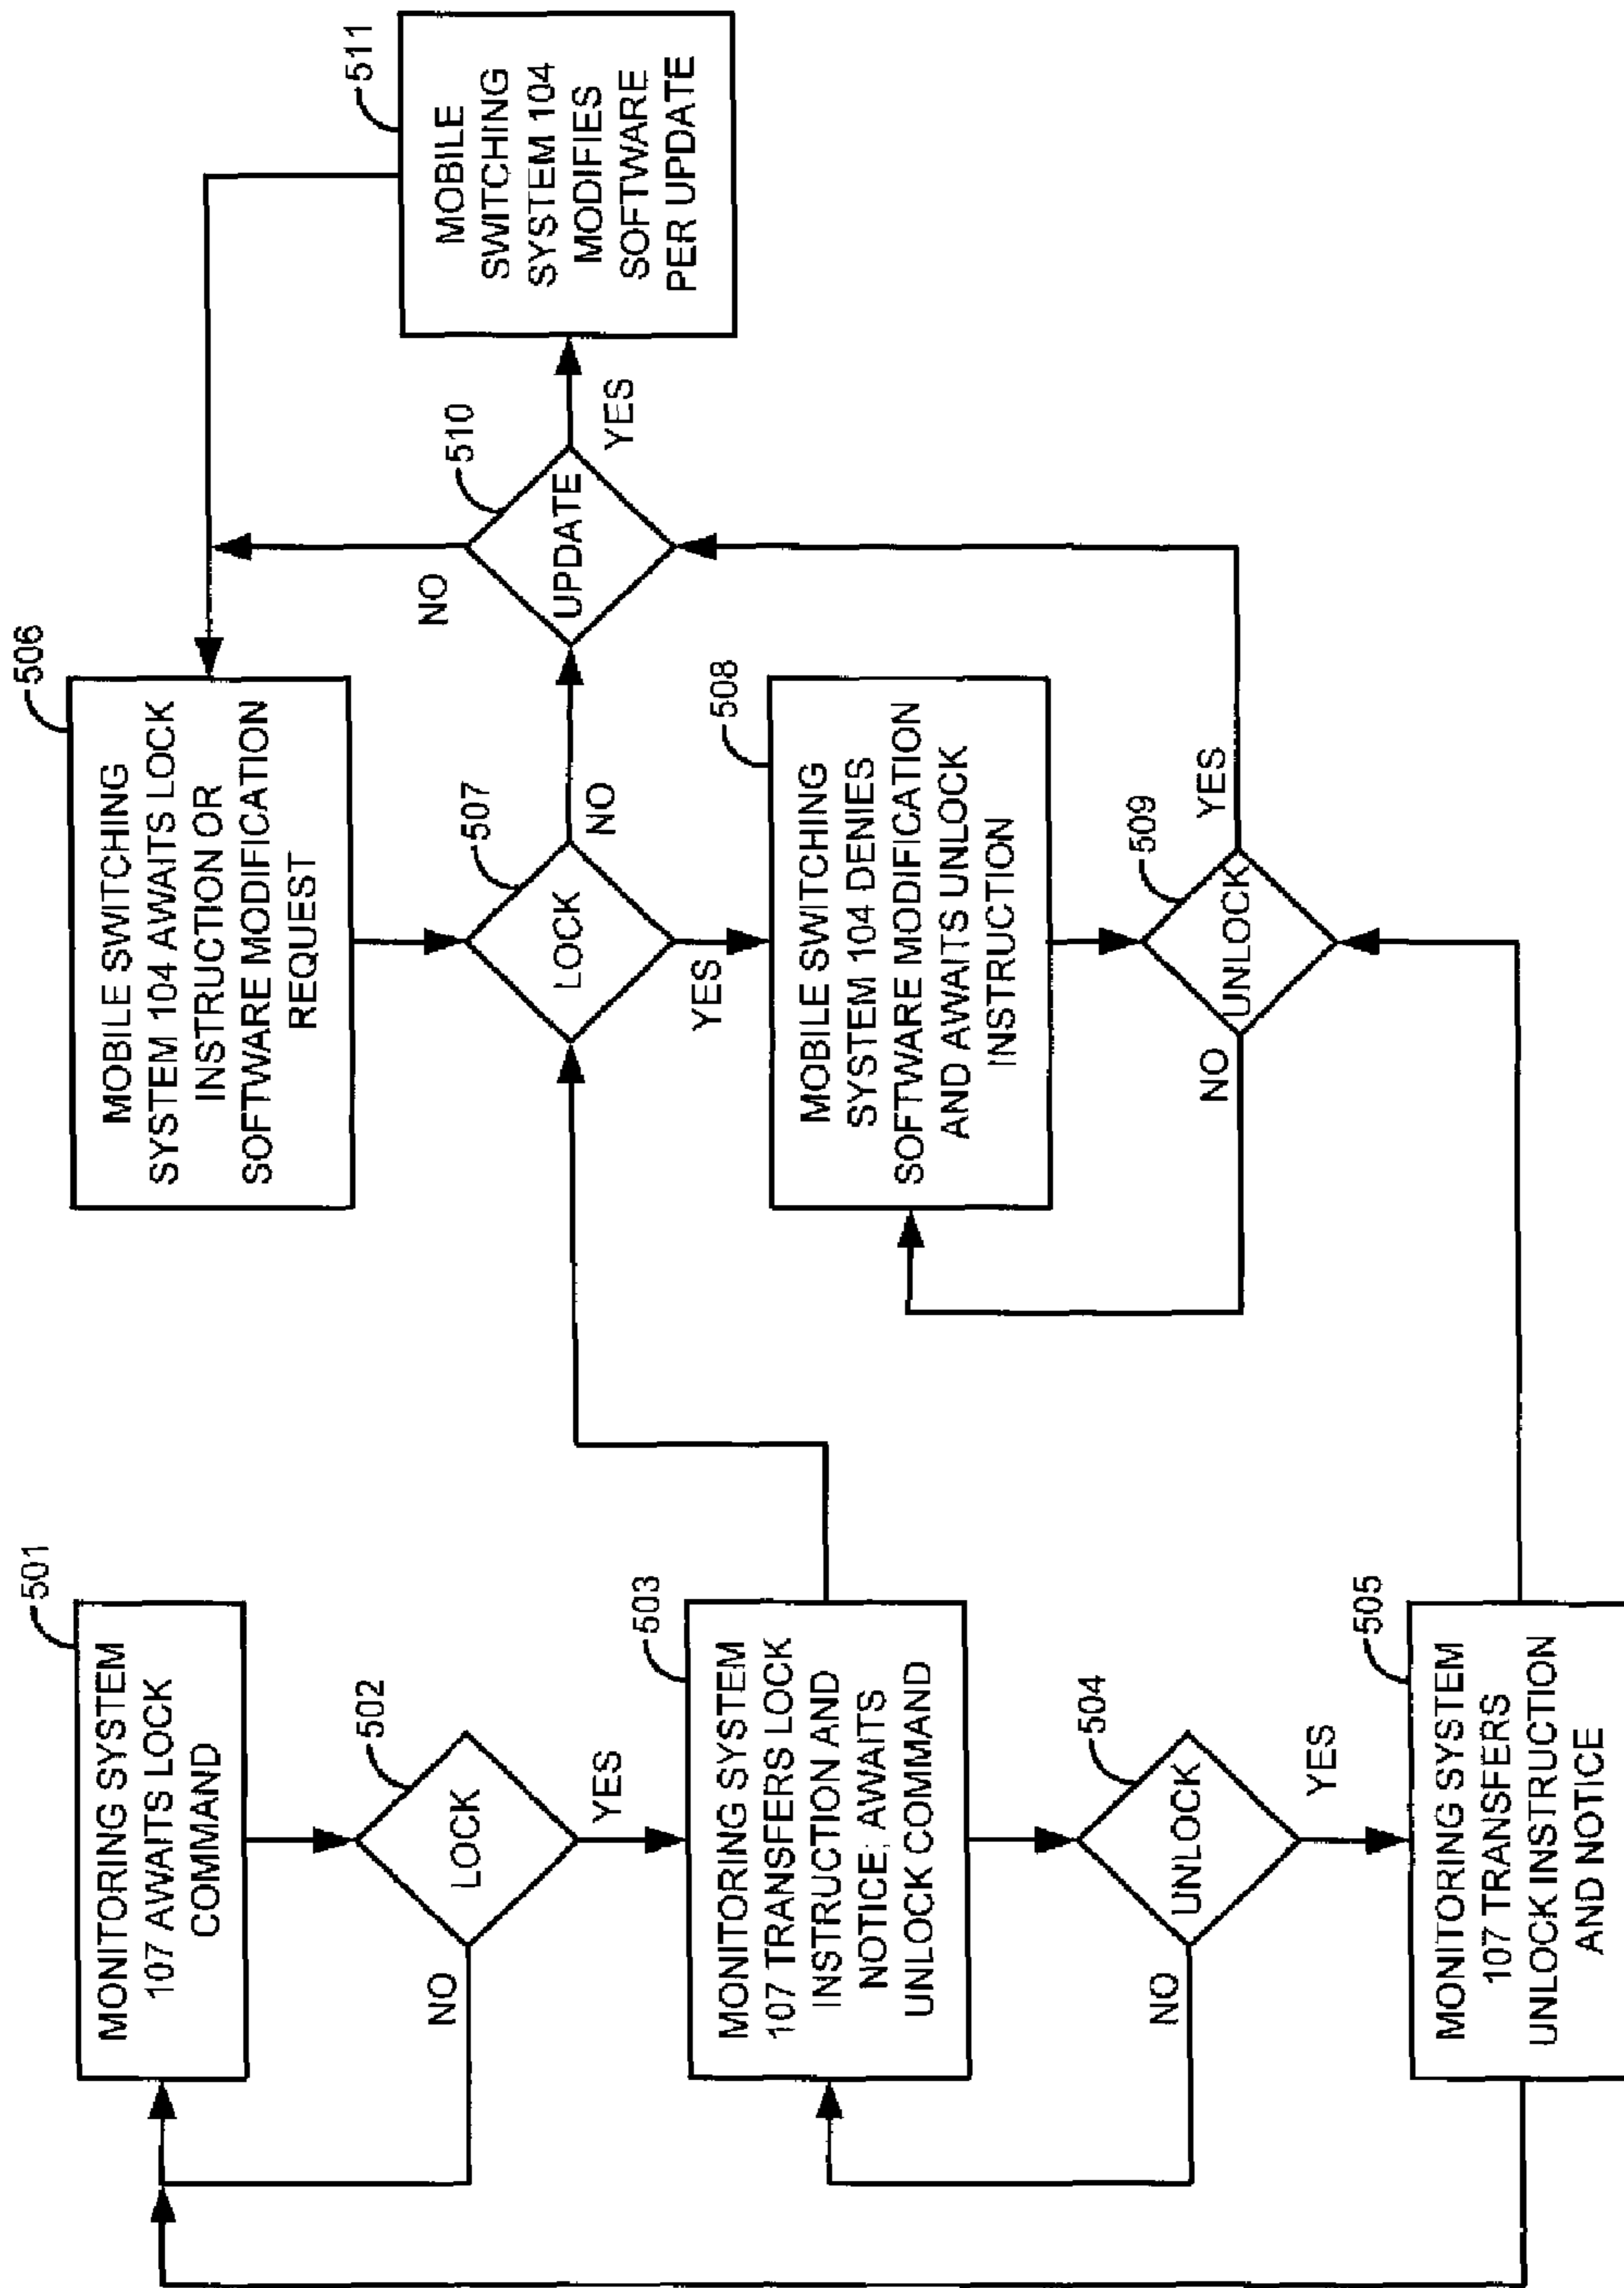 501
MONITORING SYSTEM
107 AWAITS LOCK
COMMAND
502
LOCK
NO
YES
503
MONITORING SYSTEM
107 TRANSFERS LOCK
INSTRUCTION AND
NOTICE; AWAITS
UNLOCK COMMAND
504
UNLOCK
NO
YES
505
MONITORING SYSTEM
107 TRANSFERS
UNLOCK INSTRUCTION
AND NOTICE
506
MOBILE SWITCHING
SYSTEM 104 AWAITS LOCK
INSTRUCTION OR
SOFTWARE MODIFICATION
REQUEST
507
LOCK
NO
YES
508
MOBILE SWITCHING
SYSTEM 104 DENIES
SOFTWARE MODIFICATION
AND AWAITS UNLOCK
INSTRUCTION
509
UNLOCK
NO
YES
510
UPDATE
NO
YES
511
MOBILE
SWITCHING
SYSTEM 104
MODIFIES
SOFTWARE
PER UPDATE